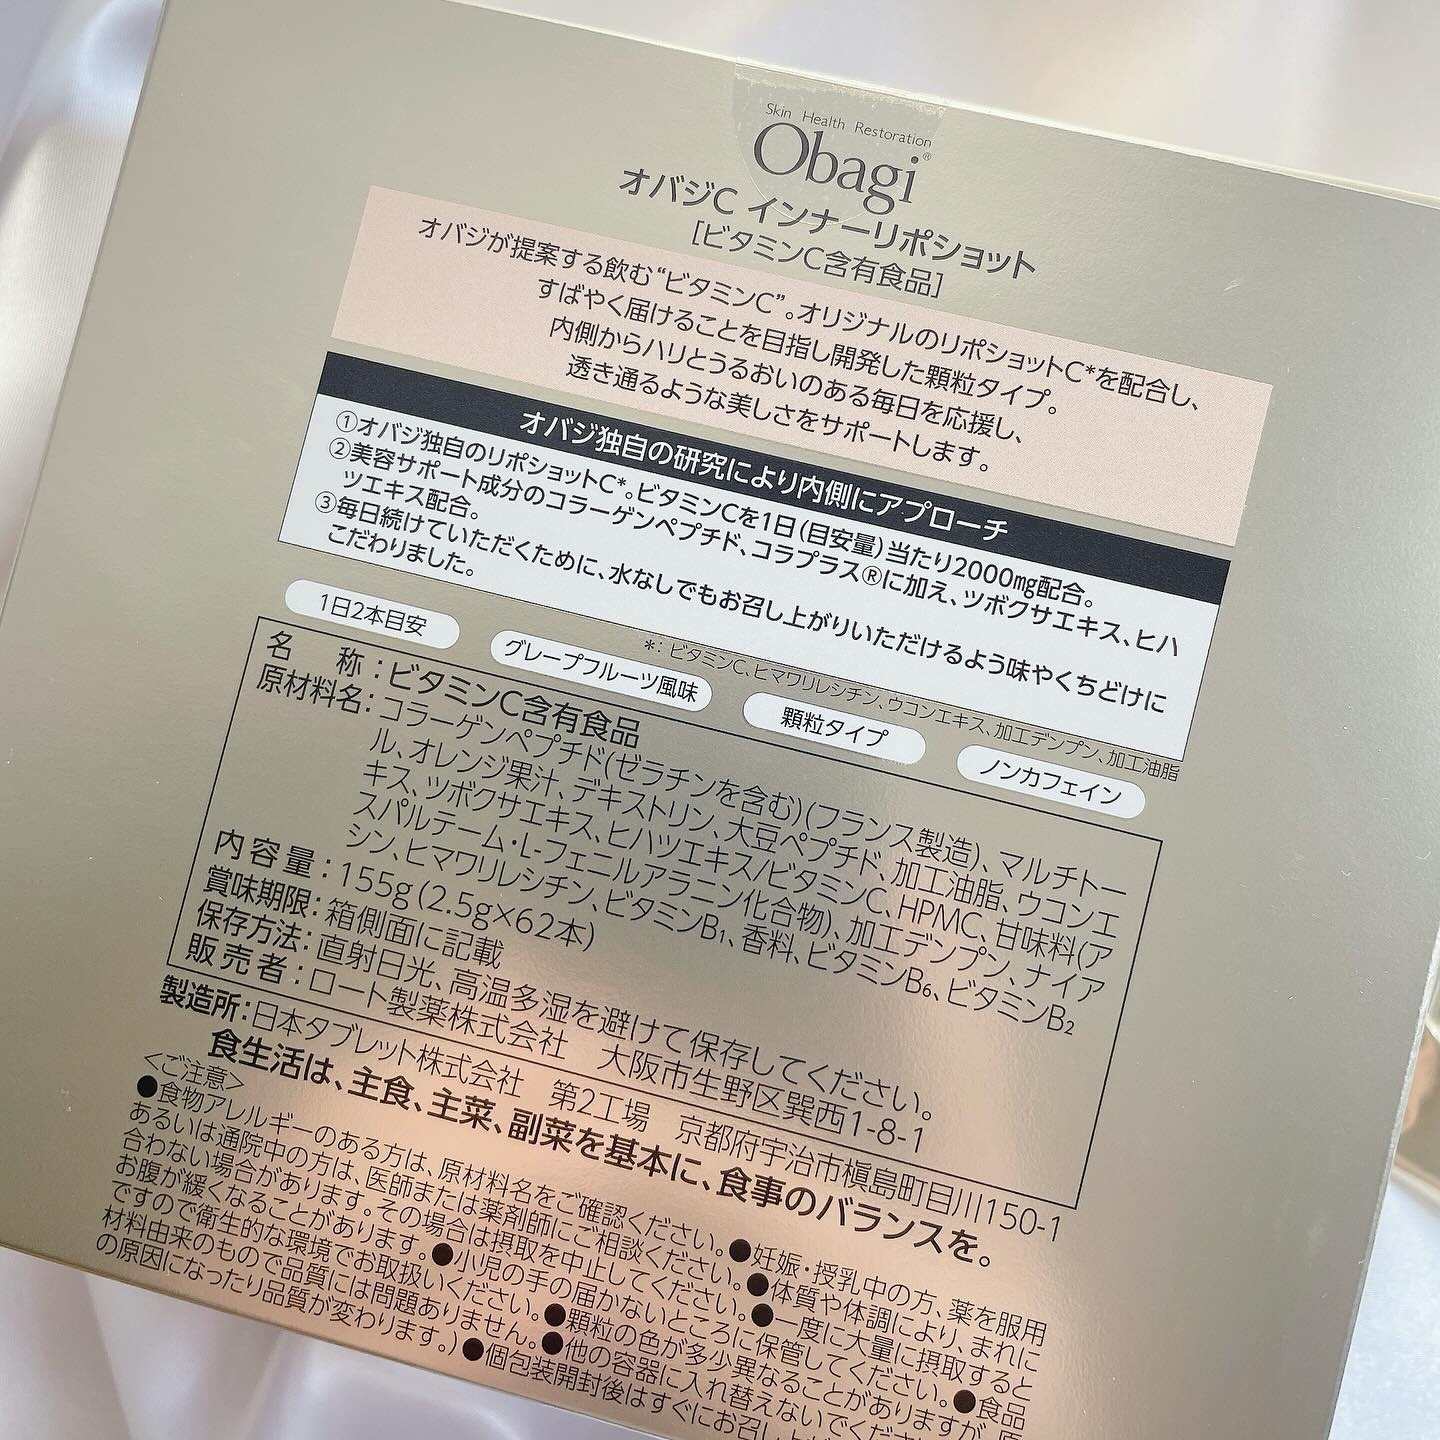 Skin Health Restoration
Obagi®
オバジC インナーリポショット
[ビタミンC含有食品]
オバジが提案する飲む“ビタミンC”。オリジナルのリポショットC*を配合し、
すばやく届けることを目指し開発した顆粒タイプ。
内側からハリとうるおいのある毎日を応援し、
透き通るような美しさをサポートします。
オバジ独自の研究により内側にアプローチ
①オバジ独自のリポショットC*。ビタミンCを1日(目安量)当たり2000mg配合。
②美容サポート成分のコラーゲンペプチド、コラプラス®に加え、ツボクサエキス、ヒハ
ツエキス配合。
③毎日続けていただくために、水なしでもお召し上がりいただけるよう味やくちどけに
こだわりました。
*:ビタミンC、ヒマワリレシチン、ウコンエキス、加工デンプン、加工油脂
1日2本目安
グレープフルーツ風味
顆粒タイプ
ノンカフェイン
名称:ビタミンC含有食品
原材料名:コラーゲンペプチド(ゼラチンを含む)(フランス製造)、マルチトー
ル、オレンジ果汁、デキストリン、大豆ペプチド、加工油脂、ウコンエ
キス、ツボクサエキス、ヒハツエキス/ビタミンC、HPMC、甘味料(ア
スパルテーム・L-フェニルアラニン化合物)、加工デンプン、ナイア
シン、ヒマワリレシチン、ビタミンB₁、香料、ビタミンB₆、ビタミンB₂
内容量:155g(2.5g×62本)
賞味期限:箱側面に記載
保存方法:直射日光、高温多湿を避けて保存してください。
販売者:ロート製薬株式会社 大阪市生野区巽西1-8-1
製造所:日本タブレット株式会社 第2工場 京都府宇治市槇島町目川150-1
食生活は、主食、主菜、副菜を基本に、食事のバランスを。
<ご注意>
●食物アレルギーのある方は、原材料名をご確認ください。●妊娠・授乳中の方、薬を服用
あるいは通院中の方は、医師または薬剤師にご相談ください。●体質や体調により、まれに
合わない場合があります。その場合は摂取を中止してください。●一度に大量に摂取すると
お腹が緩くなることがあります。●小児の手の届かないところに保管してください。●食品
ですので衛生的な環境でお取扱いください。●顆粒の色が多少異なることがありますが、原
材料由来のもので品質には問題ありません。●他の容器に入れ替えないでくださ
の原因になったり品質が変わります。)●個包装開封後はすぐにお召し上が